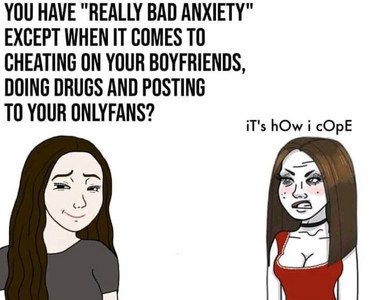 YOU HAVE "REALLY BAD ANXIETY"
EXCEPT WHEN IT COMES TO
CHEATING ON YOUR BOYFRIENDS,
DOING DRUGS AND POSTING
TO YOUR ONLYFANS?
iT's hOw i cOpE